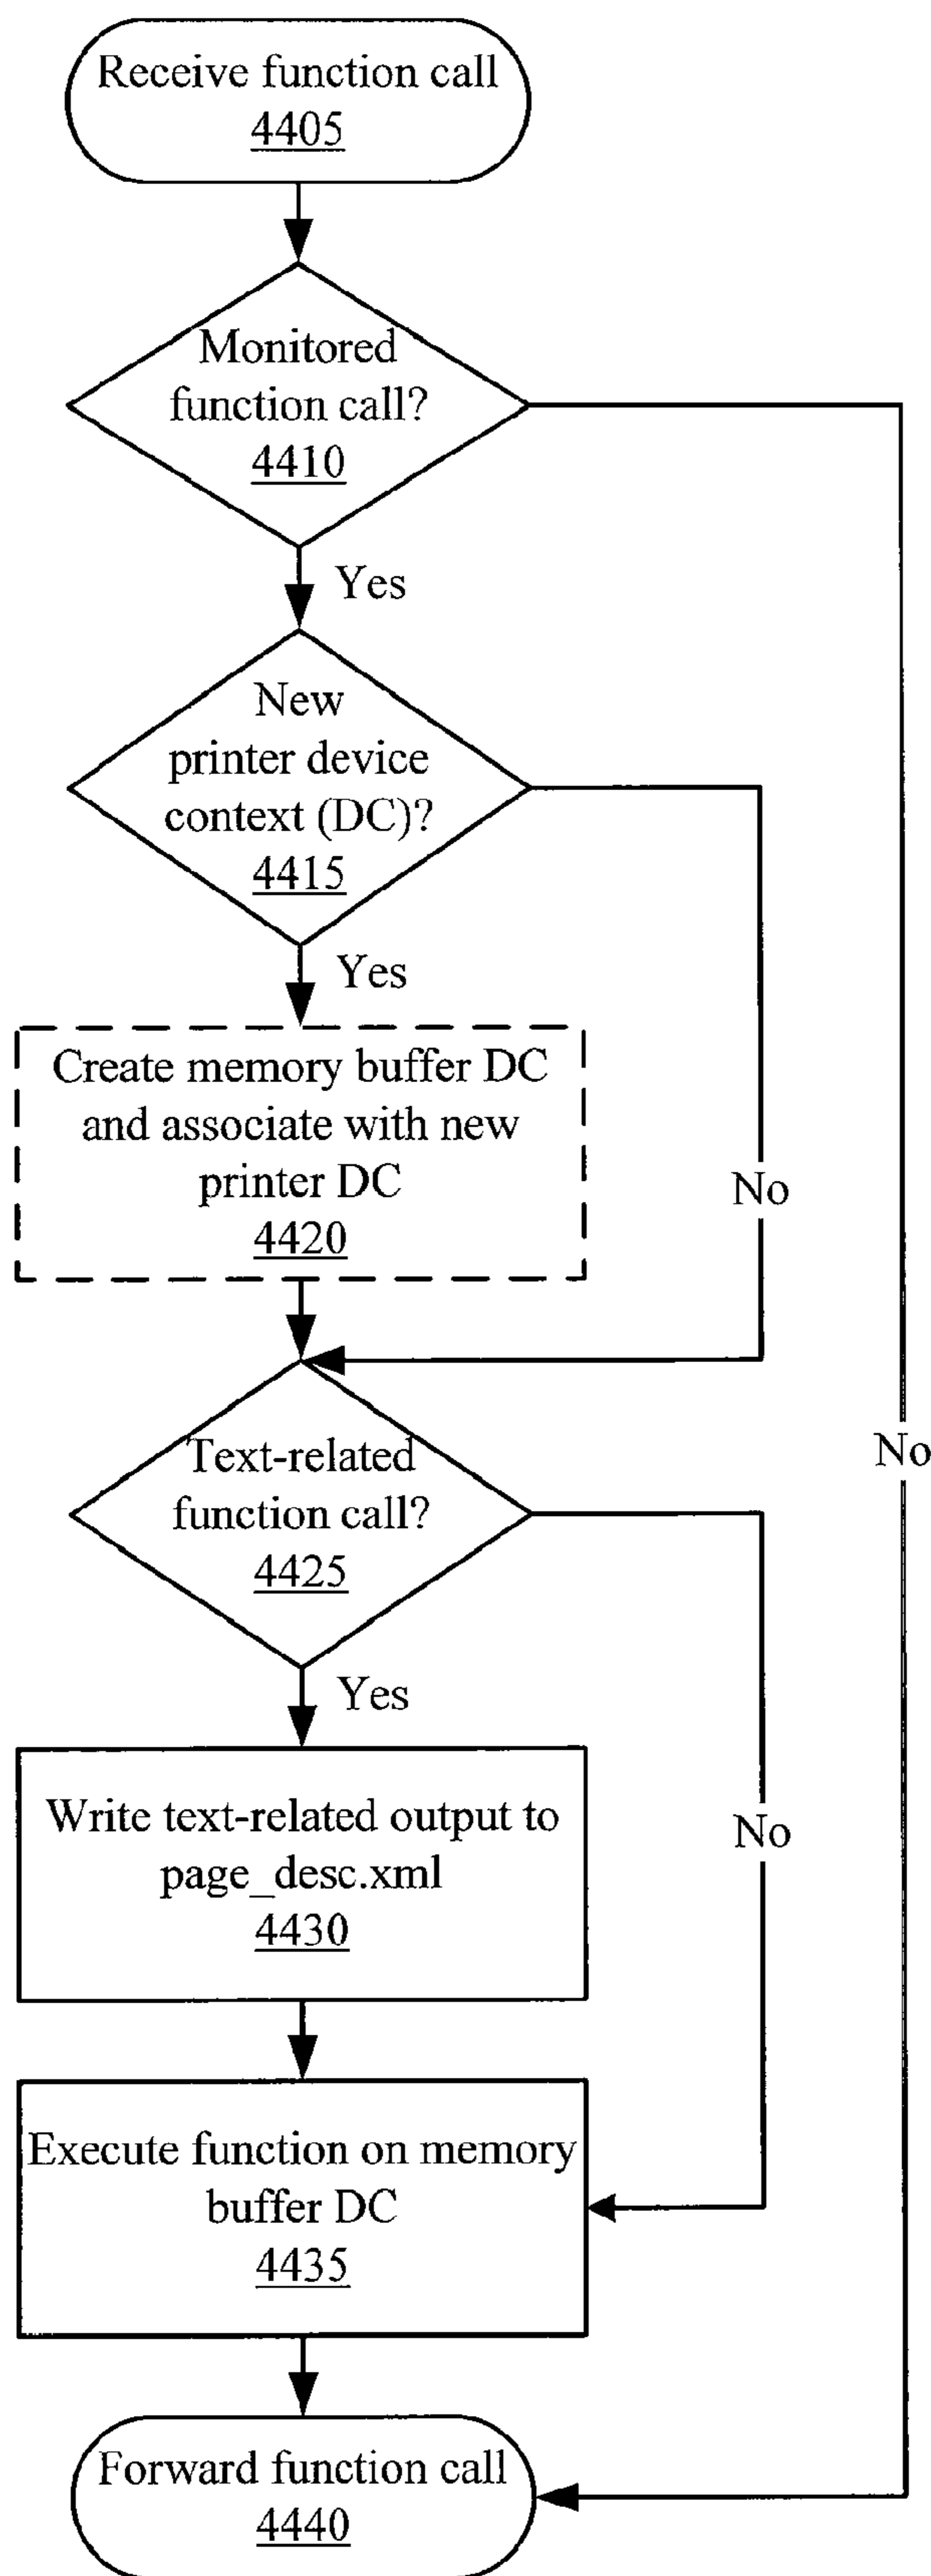 Receive function call
4405
Monitored
function call?
4410
Yes
New
printer device
context (DC)?
4415
Yes
Create memory buffer DC
and associate with new
printer DC
4420
No
Text-related
function call?
4425
No
Yes
Write text-related output to
page_desc.xml
4430
No
Execute function on memory
buffer DC
4435
Forward function call
4440